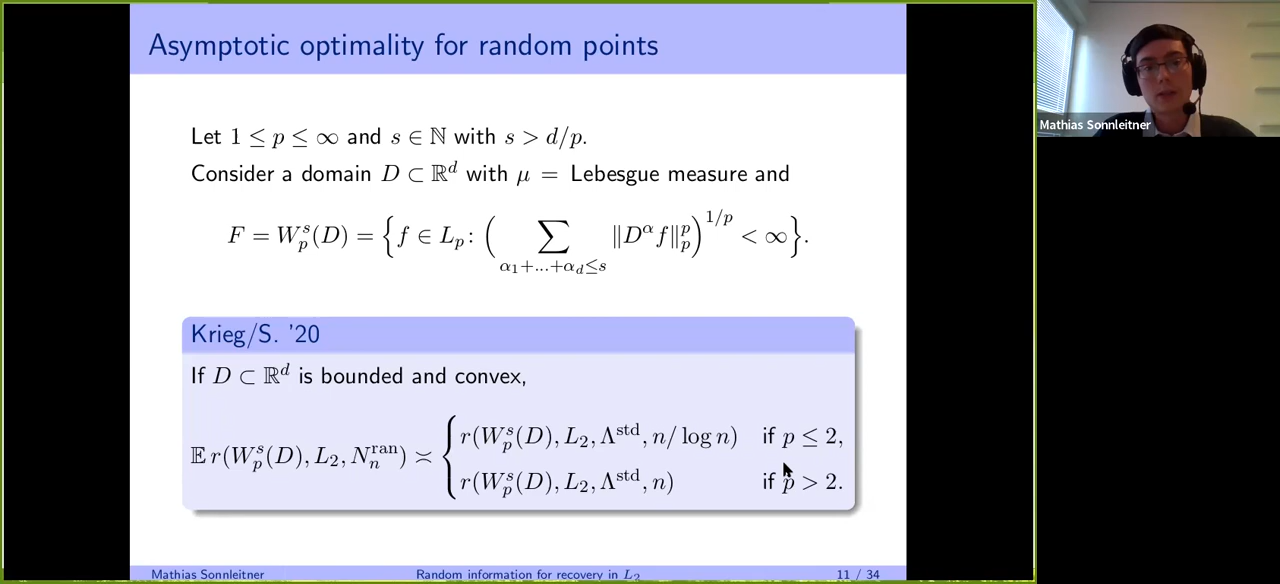 Asymptotic optimality for random points
Let 1 ≤ p ≤ ∞ and s ∈ ℕ with s > d/p.
Consider a domain D ⊂ ℝ^d with μ = Lebesgue measure and
F = W_p^s(D) = { f ∈ L_p : ( ∑_{α_1+...+α_d≤s} ‖D^α f‖_p^p )^{1/p} < ∞ }.
Krieg/S. '20
If D ⊂ ℝ^d is bounded and convex,
𝔼 r(W_p^s(D), L_2, N_n^ran) ≍ { r(W_p^s(D), L_2, Λ^std, n/ log n) if p ≤ 2,
r(W_p^s(D), L_2, Λ^std, n) if p > 2.
Mathias Sonnleitner Random information for recovery in L_2 11 / 34
Mathias Sonnleitner